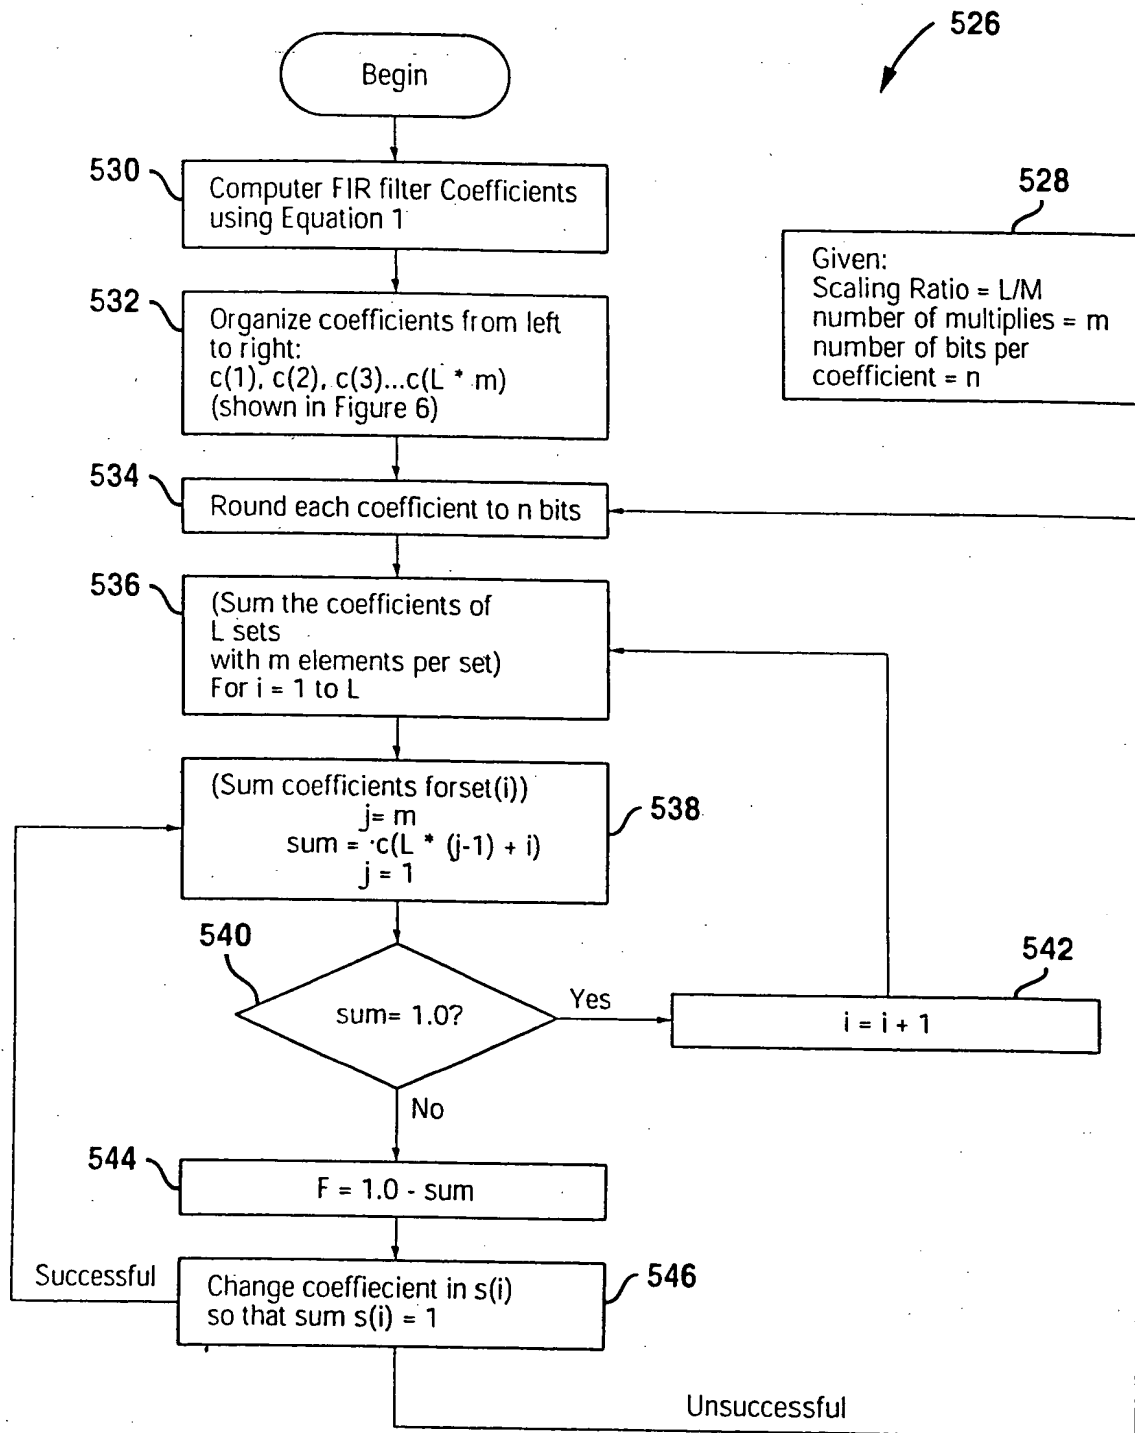 526
Begin
530
Computer FIR filter Coefficients
using Equation 1
528
Given:
Scaling Ratio = L/M
number of multiplies = m
number of bits per
coefficient = n
532
Organize coefficients from left
to right:
c(1), c(2), c(3)...c(L * m)
(shown in Figure 6)
534
Round each coefficient to n bits
536
(Sum the coefficients of
L sets
with m elements per set)
For i = 1 to L
(Sum coefficients forset(i))
j= m
sum = ·c(L * (j-1) + i)
j = 1
538
540
sum= 1.0?
Yes
542
i = i + 1
No
544
F = 1.0 - sum
Successful
Change coeffiecient in s(i)
so that sum s(i) = 1
546
Unsuccessful